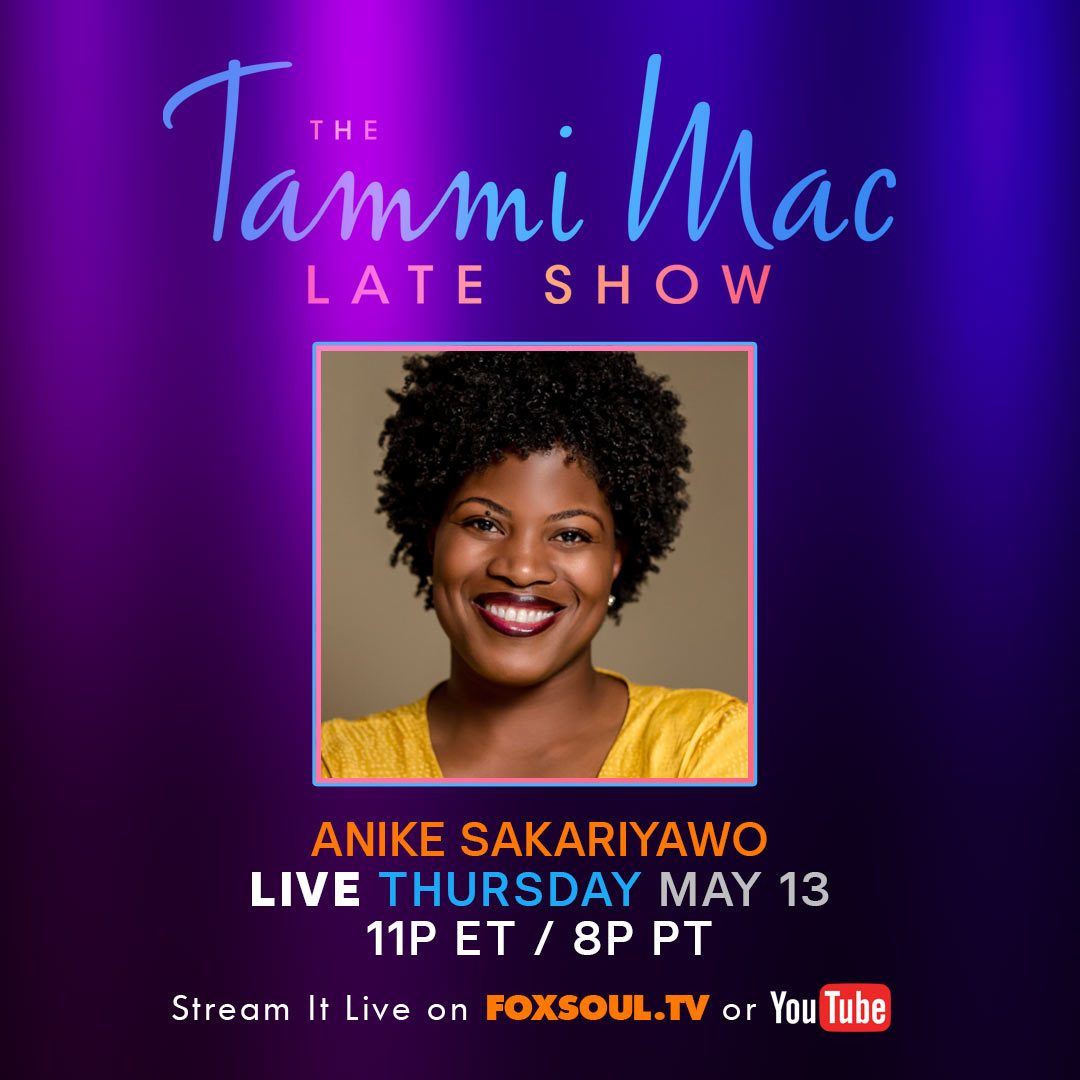 THE
Tammi Mac
LATE SHOW
ANIKE SAKARIYAWO
LIVE THURSDAY MAY 13
11P ET / 8P PT
Stream It Live on FOXSOUL.TV or YouTube